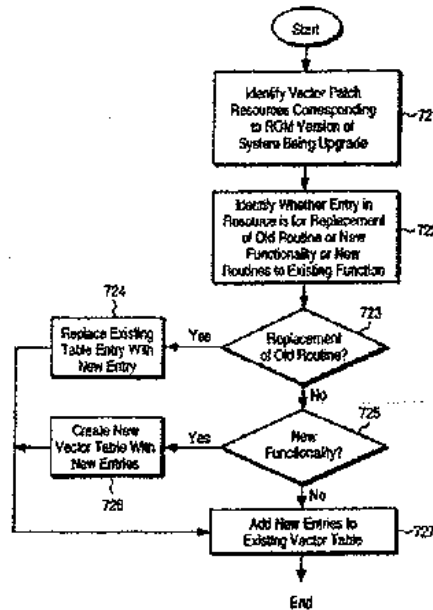 Start
Identify Vector Patch
Resources Corresponding
to ROM Version of
System Being Upgrade
72
Identify Whether Entry in
Resource is for Replacement
of Old Routine or New
Functionality or New
Routines to Existing Function
722
724
Replace Existing
Table Entry With
New Entry
Yes
723
Replacement
of Old Routine?
No
725
Create New
Vector Table With
New Entries
726
Yes
New
Functionality?
No
Add New Entries to
Existing Vector Table
727
End